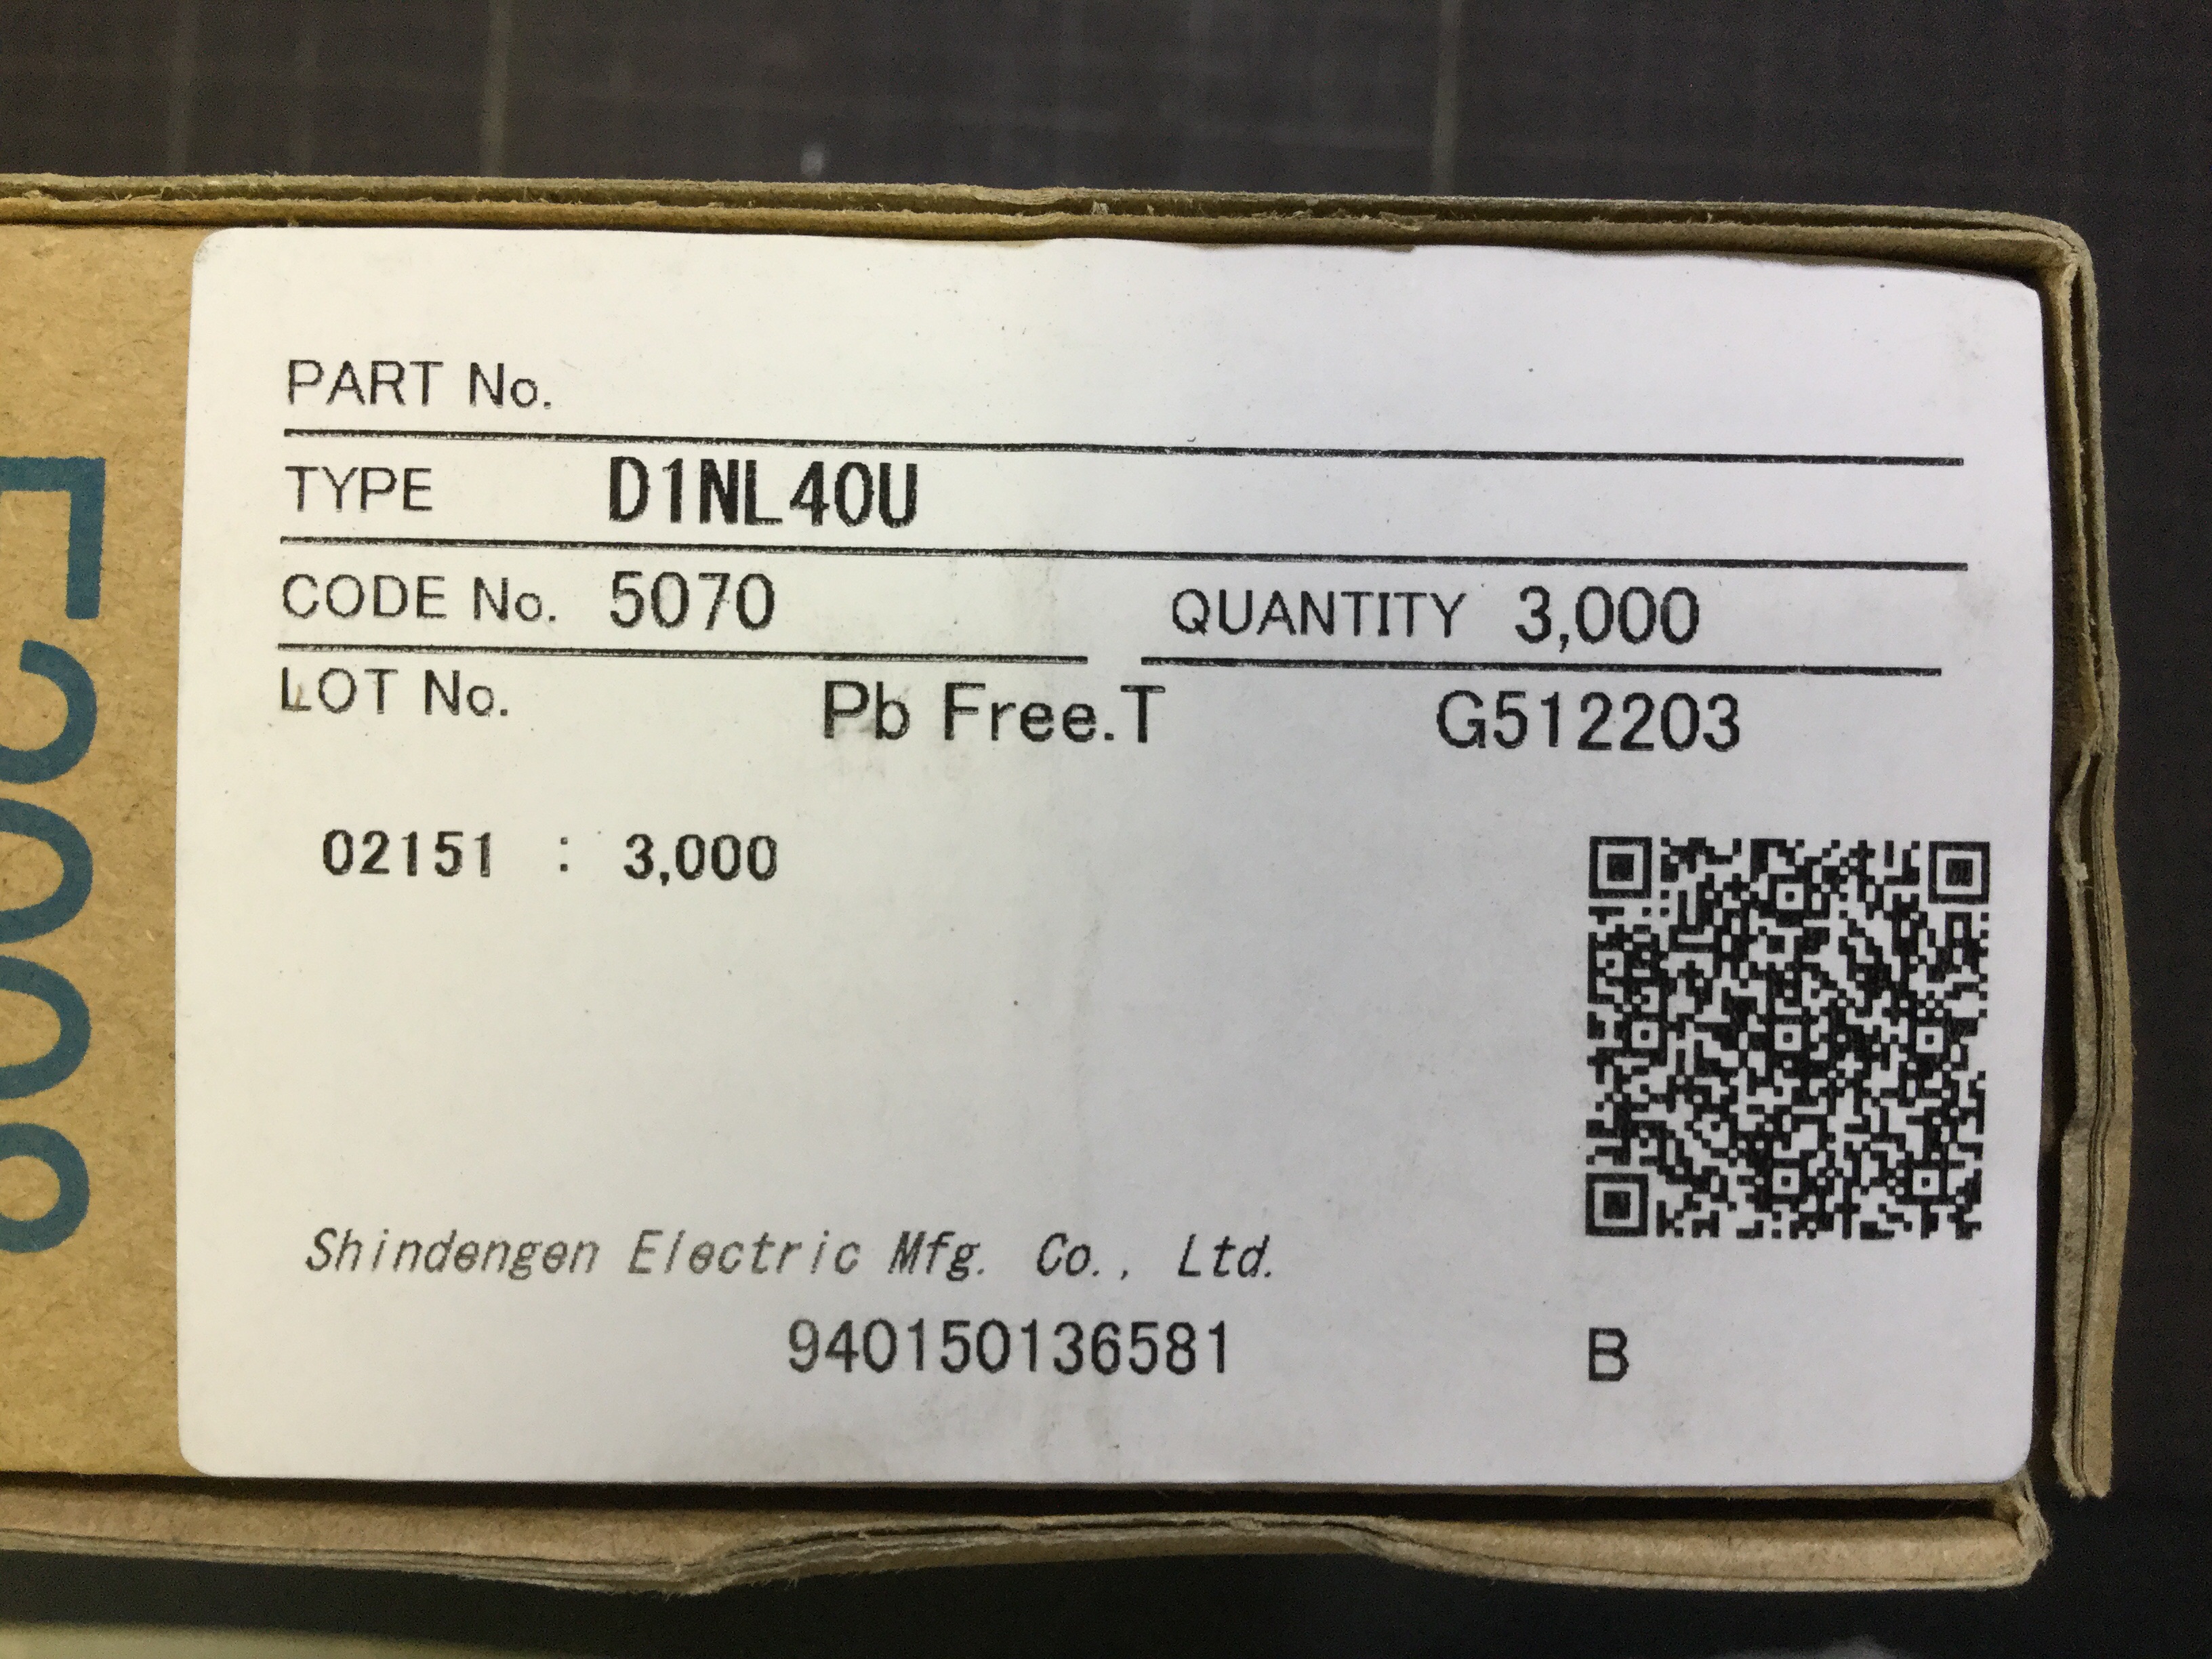 PART No.
TYPE D1NL40U
CODE No. 5070 QUANTITY 3,000
LOT No. Pb Free.T G512203
02151 : 3,000
Shindengen Electric Mfg. Co., Ltd.
940150136581 B